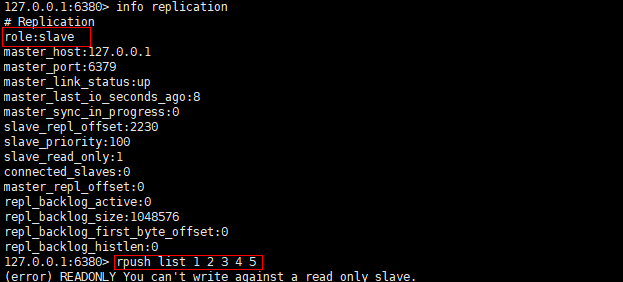 127.0.0.1:6380> info replication
# Replication
role:slave
master_host:127.0.0.1
master_port:6379
master_link_status:up
master_last_io_seconds_ago:8
master_sync_in_progress:0
slave_repl_offset:2230
slave_priority:100
slave_read_only:1
connected_slaves:0
master_repl_offset:0
repl_backlog_active:0
repl_backlog_size:1048576
repl_backlog_first_byte_offset:0
repl_backlog_histlen:0
127.0.0.1:6380> rpush list 1 2 3 4 5
(error) READONLY You can't write against a read only slave.